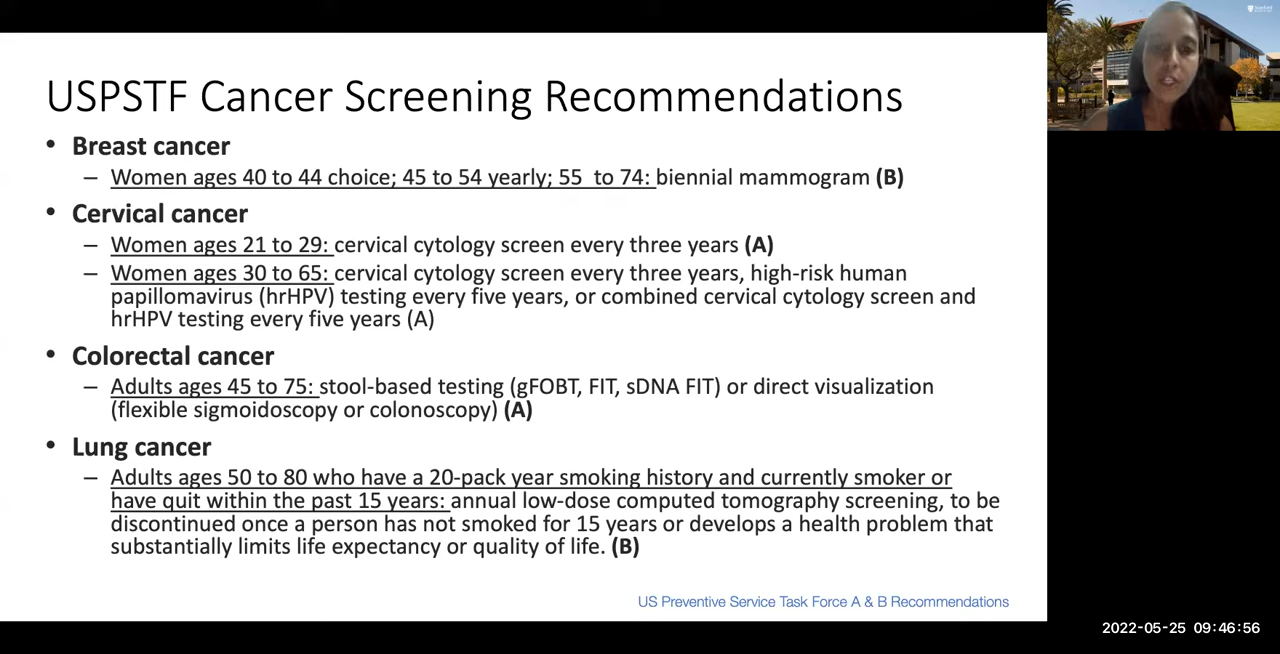 USPSTF Cancer Screening Recommendations
• Breast cancer
– Women ages 40 to 44 choice; 45 to 54 yearly; 55 to 74: biennial mammogram (B)
• Cervical cancer
– Women ages 21 to 29: cervical cytology screen every three years (A)
– Women ages 30 to 65: cervical cytology screen every three years, high-risk human
papillomavirus (hrHPV) testing every five years, or combined cervical cytology screen and
hrHPV testing every five years (A)
• Colorectal cancer
– Adults ages 45 to 75: stool-based testing (gFOBT, FIT, sDNA FIT) or direct visualization
(flexible sigmoidoscopy or colonoscopy) (A)
• Lung cancer
– Adults ages 50 to 80 who have a 20-pack year smoking history and currently smoker or
have quit within the past 15 years: annual low-dose computed tomography screening, to be
discontinued once a person has not smoked for 15 years or develops a health problem that
substantially limits life expectancy or quality of life. (B)
US Preventive Service Task Force A & B Recommendations
2022-05-25 09:46:56